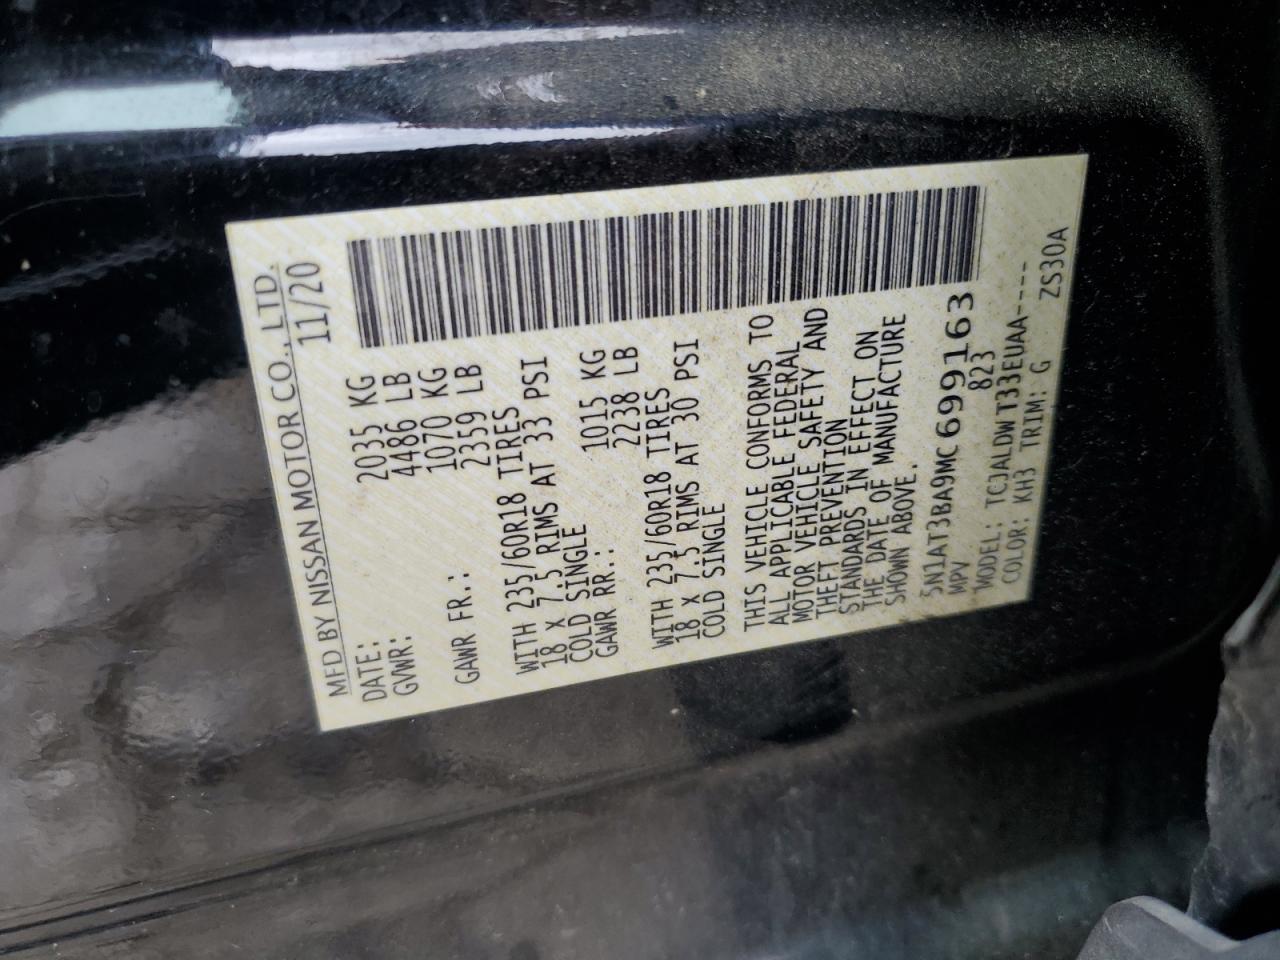 MFD BY NISSAN MOTOR CO., LTD.
DATE: 11/20
GVWR: 2035 KG
4486 LB
GAWR FR.: 1070 KG
2359 LB
WITH 235/60R18 TIRES
18 X 7.5 RIMS AT 33 PSI
COLD SINGLE
GAWR RR.: 1015 KG
2238 LB
WITH 235/60R18 TIRES
18 X 7.5 RIMS AT 30 PSI
COLD SINGLE
THIS VEHICLE CONFORMS TO
ALL APPLICABLE FEDERAL
MOTOR VEHICLE SAFETY AND
THEFT PREVENTION
STANDARDS IN EFFECT ON
THE DATE OF MANUFACTURE
SHOWN ABOVE.
5N1AT3BA9MC699163
MPV 823
MODEL: TCJALDWT33EUAA----
COLOR: KH3 TRIM: G ZS30A